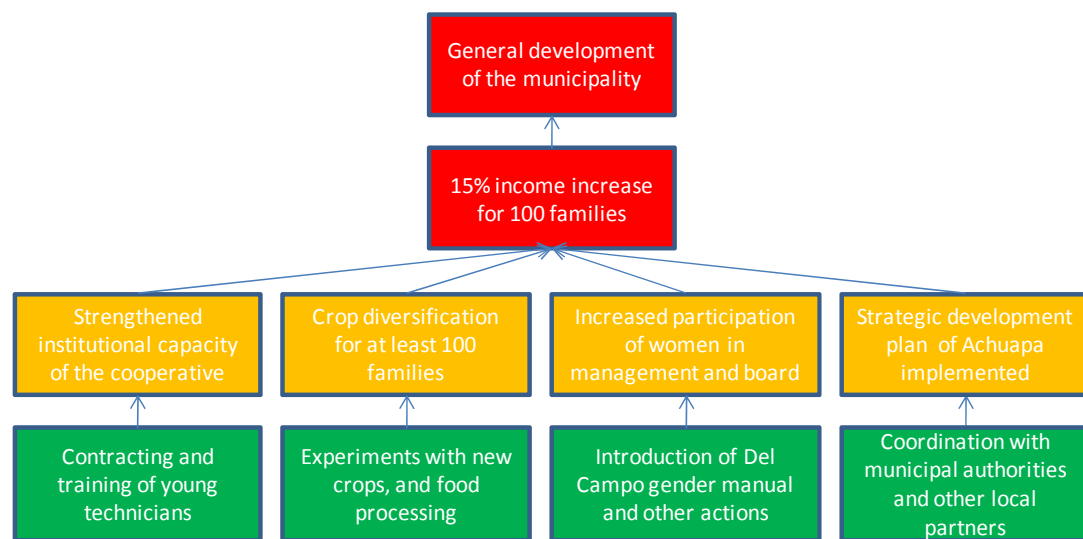 General development
of the municipality
15% income increase
for 100 families
Strengthened
institutional capacity
of the cooperative
Crop diversification
for at least 100
families
Increased participation
of women in
management and board
Strategic development
plan of Achuapa
implemented
Contracting and
training of young
technicians
Experiments with new
crops, and food
processing
Introduction of Del
Campo gender manual
and other actions
Coordination with
municipal authorities
and other local
partners